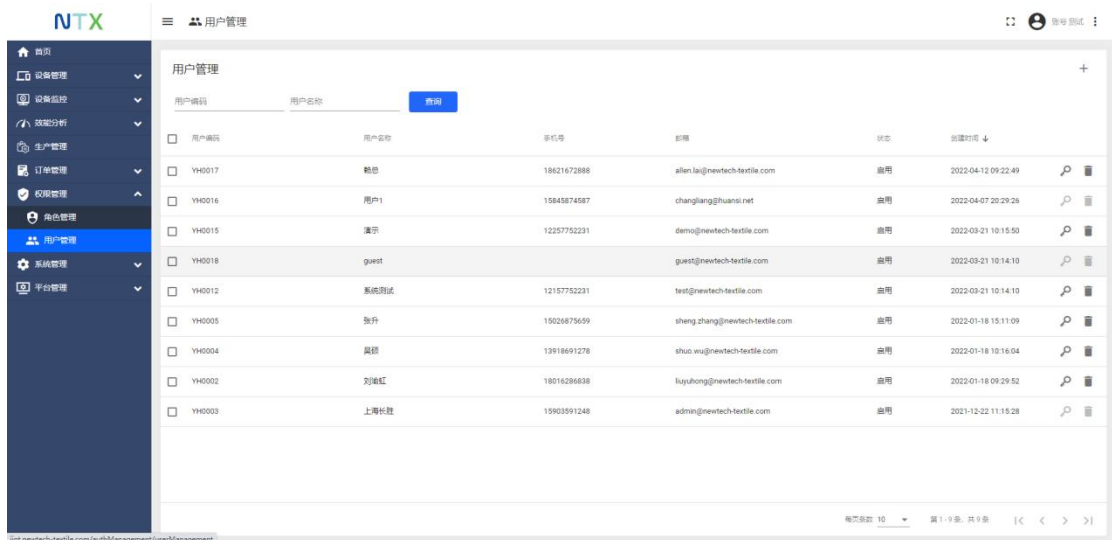 NTX
用户管理
账号 测试
首页
设备管理
设备监控
效能分析
生产管理
订单管理
权限管理
角色管理
用户管理
系统管理
平台管理
用户管理
用户编码 用户名称 查询
用户编码 用户名称 手机号 邮箱 状态 创建时间
YH0017 赖总 18621672888 allen.lai@newtech-textile.com 启用 2022-04-12 09:22:49
YH0016 用户1 15845874587 changliang@huansi.net 启用 2022-04-07 20:29:26
YH0015 演示 12257752231 demo@newtech-textile.com 启用 2022-03-21 10:15:50
YH0018 guest guest@newtech-textile.com 启用 2022-03-21 10:14:10
YH0012 系统测试 12157752231 test@newtech-textile.com 启用 2022-03-21 10:14:10
YH0005 张升 15026875659 sheng.zhang@newtech-textile.com 启用 2022-01-18 15:11:09
YH0004 吴硕 13918691278 shuo.wu@newtech-textile.com 启用 2022-01-18 10:16:04
YH0002 刘渝虹 18016286838 liuyuhong@newtech-textile.com 启用 2022-01-18 09:29:52
YH0003 上海长胜 15903591248 admin@newtech-textile.com 启用 2021-12-22 11:15:28
每页条数 10 第1-9条, 共9条